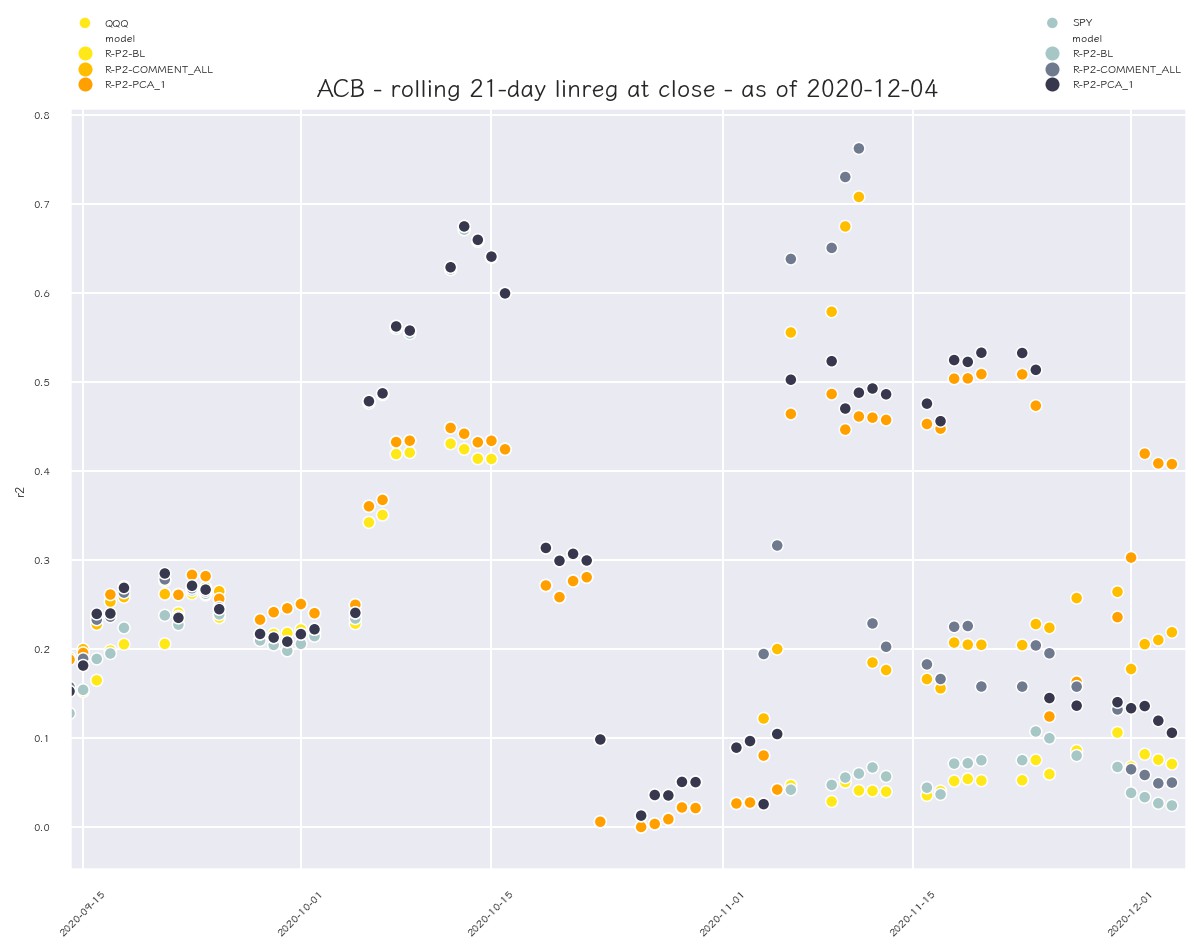 QQQ
model
R-P2-BL
R-P2-COMMENT_ALL
R-P2-PCA_1
SPY
model
R-P2-BL
R-P2-COMMENT_ALL
R-P2-PCA_1
ACB - rolling 21-day linreg at close - as of 2020-12-04
0.8
0.7
0.6
0.5
0.4
0.3
0.2
0.1
0.0
r2
2020-09-15
2020-10-01
2020-10-15
2020-11-01
2020-11-15
2020-12-01